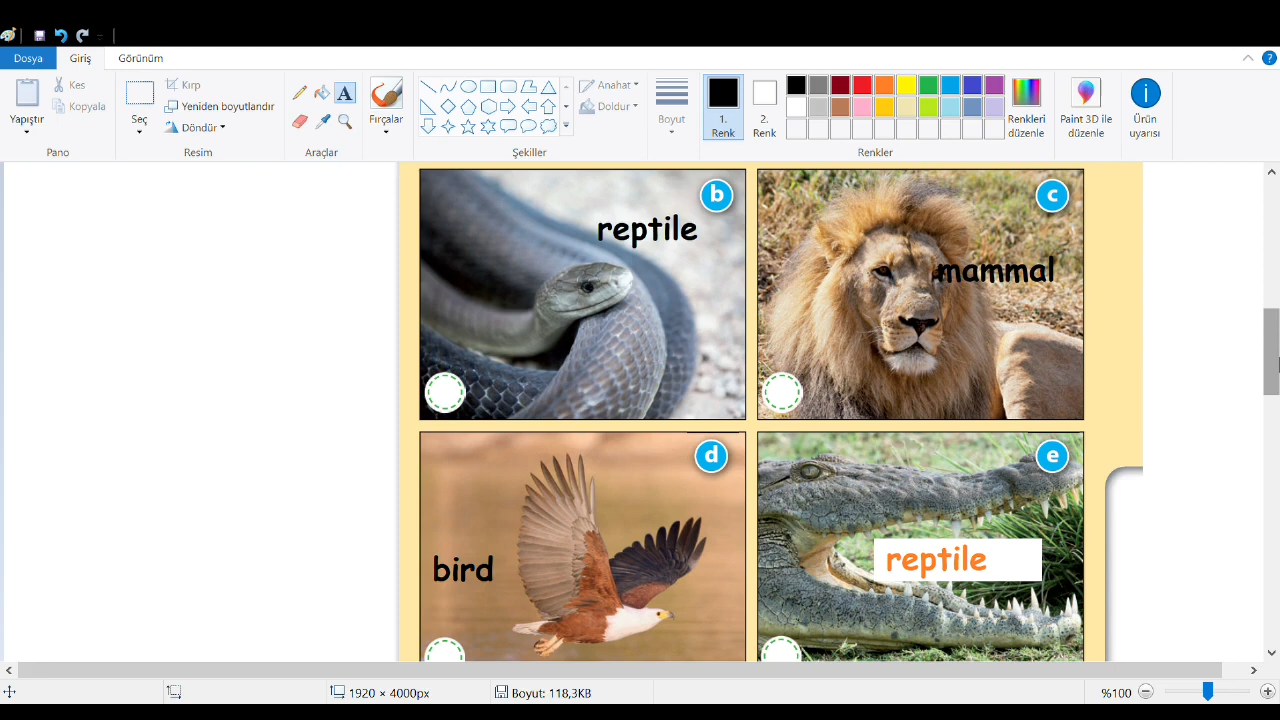 Dosya Giriş Görünüm
Yapıştır
Kes
Kopyala
Pano
Seç
Kırp
Yeniden boyutlandır
Döndür
Resim
A
Araçlar
Fırçalar
Şekiller
Anahat
Doldur
Boyut
1. Renk
2. Renk
Renkleri düzenle
Renkler
Paint 3D ile düzenle
Ürün uyarısı
b
reptile
c
mammal
d
bird
e
reptile
1920 × 4000px
Boyut: 118,3KB
%100